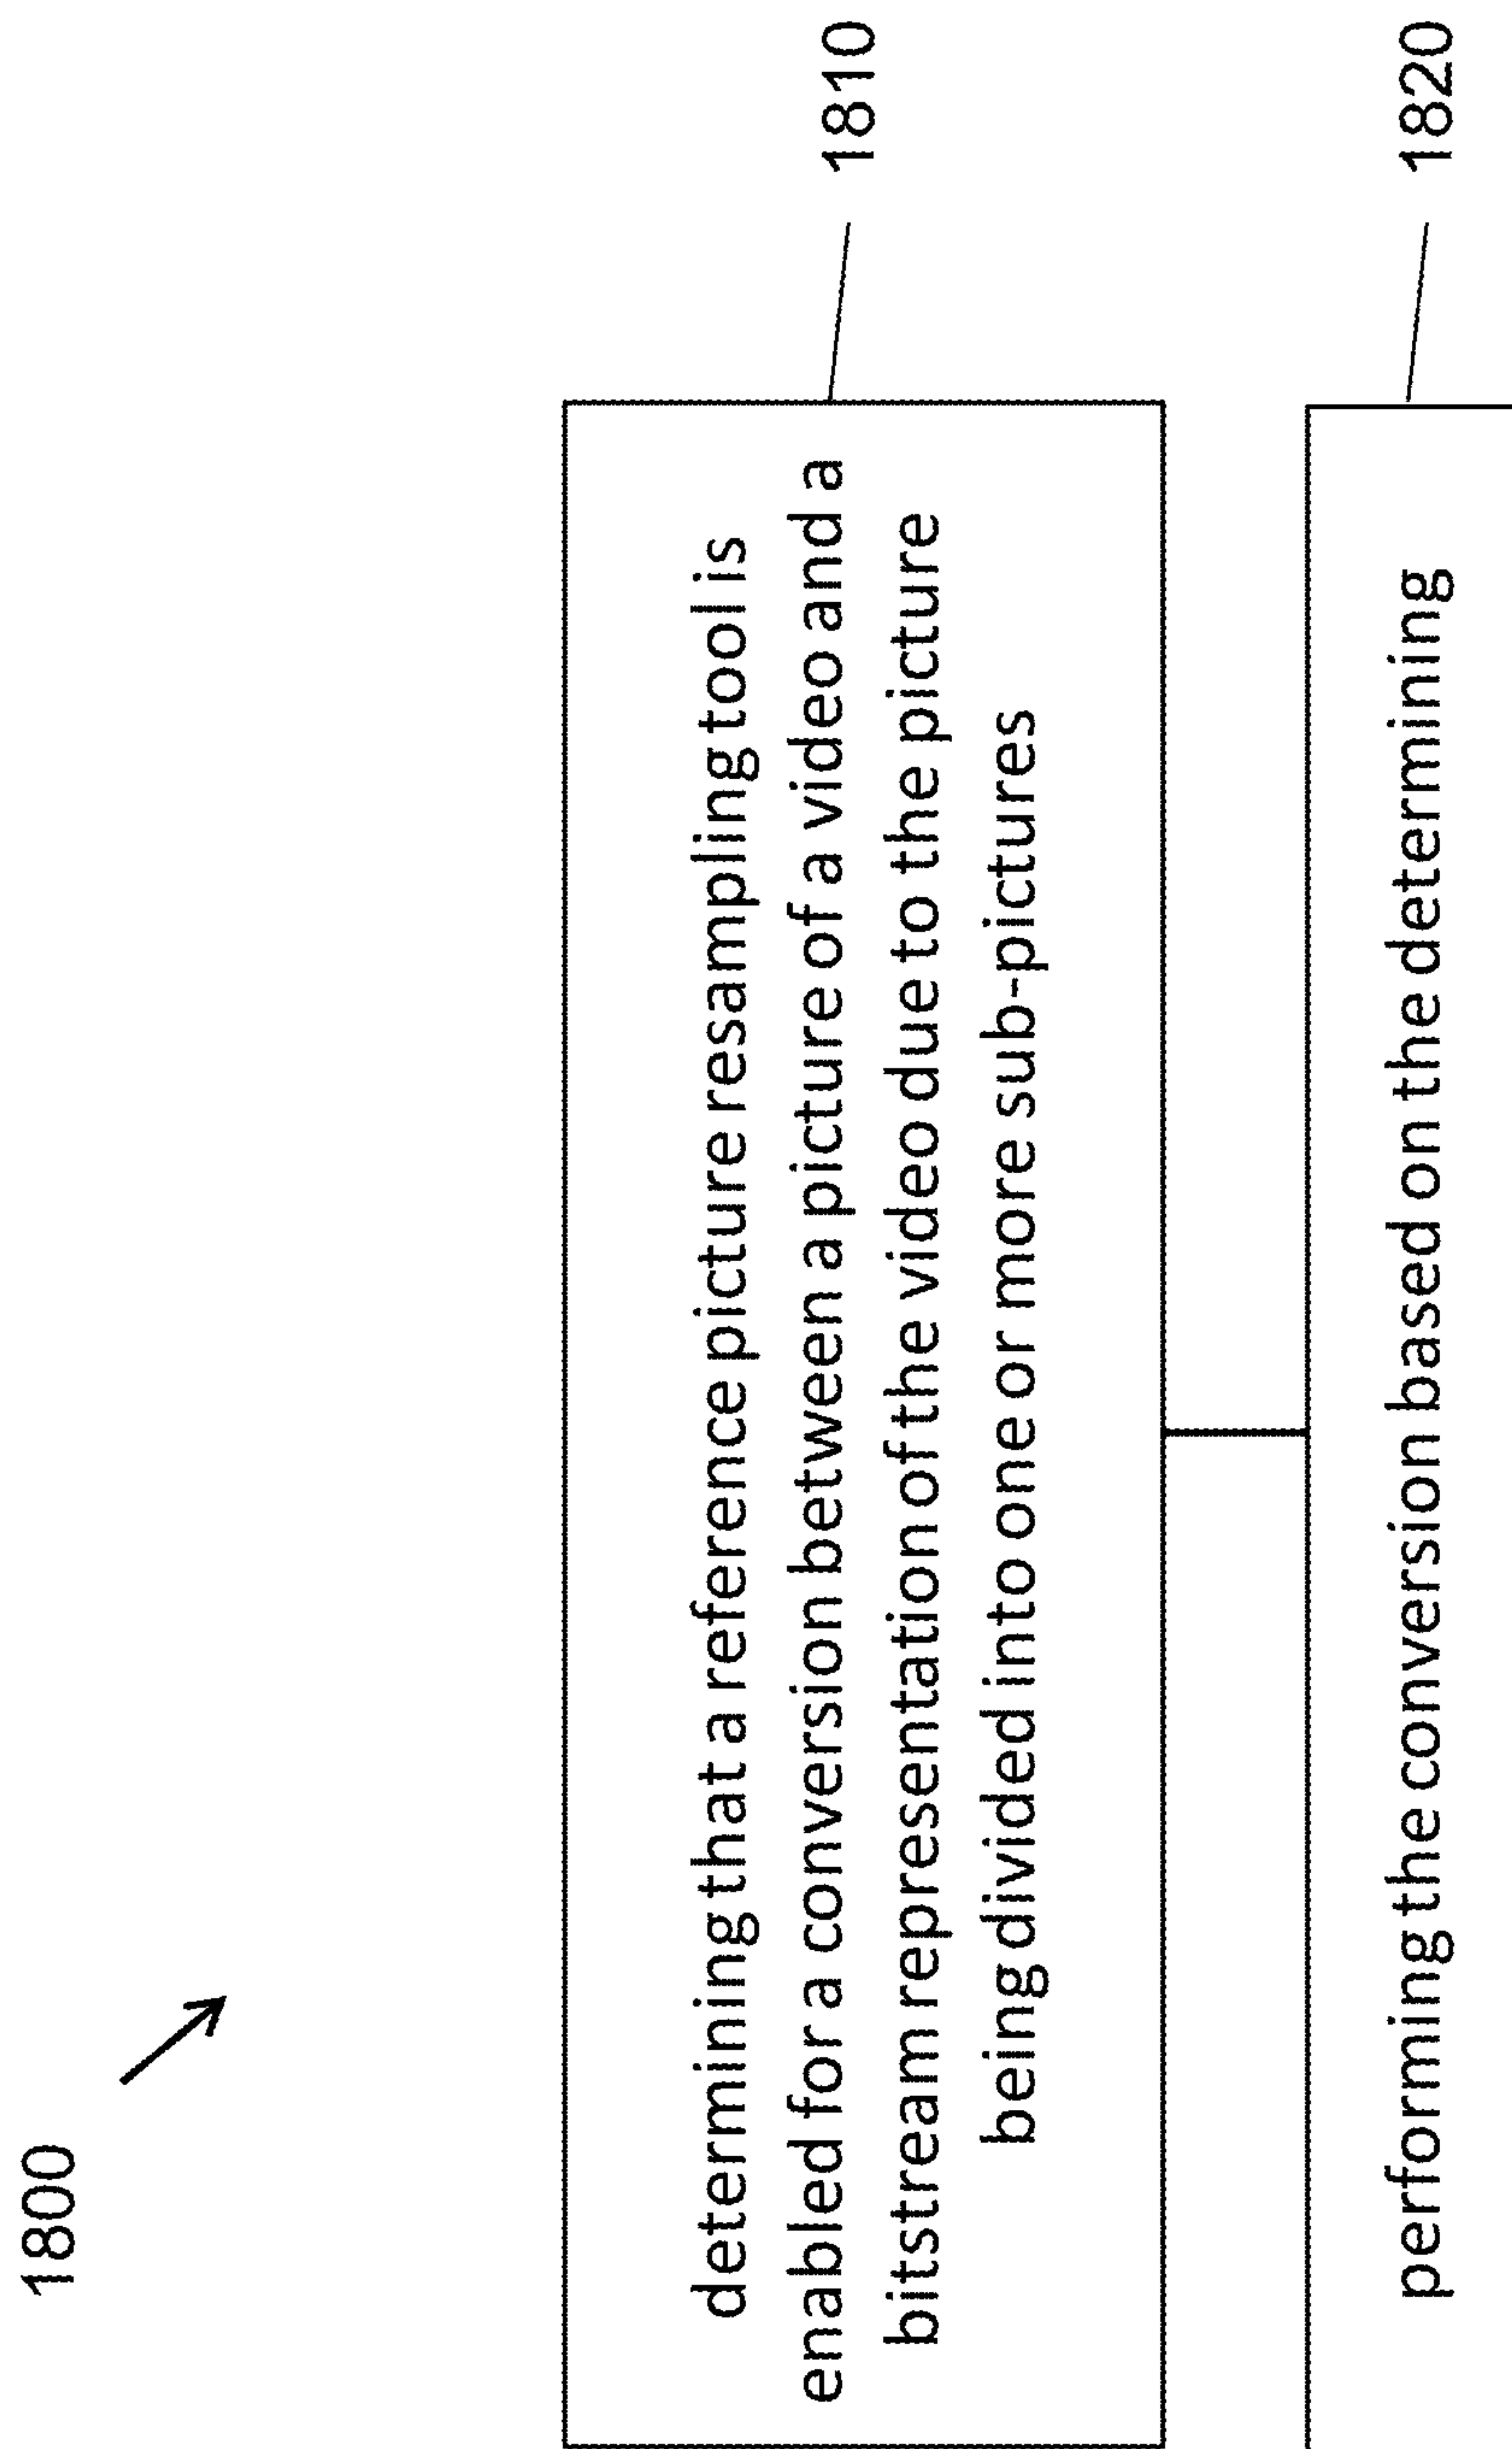 1800
determining that a reference picture resampling tool is
enabled for a conversion between a picture of a video and a
bitstream representation of the video due to the picture
being divided into one or more sub-pictures
1810
performing the conversion based on the determining
1820